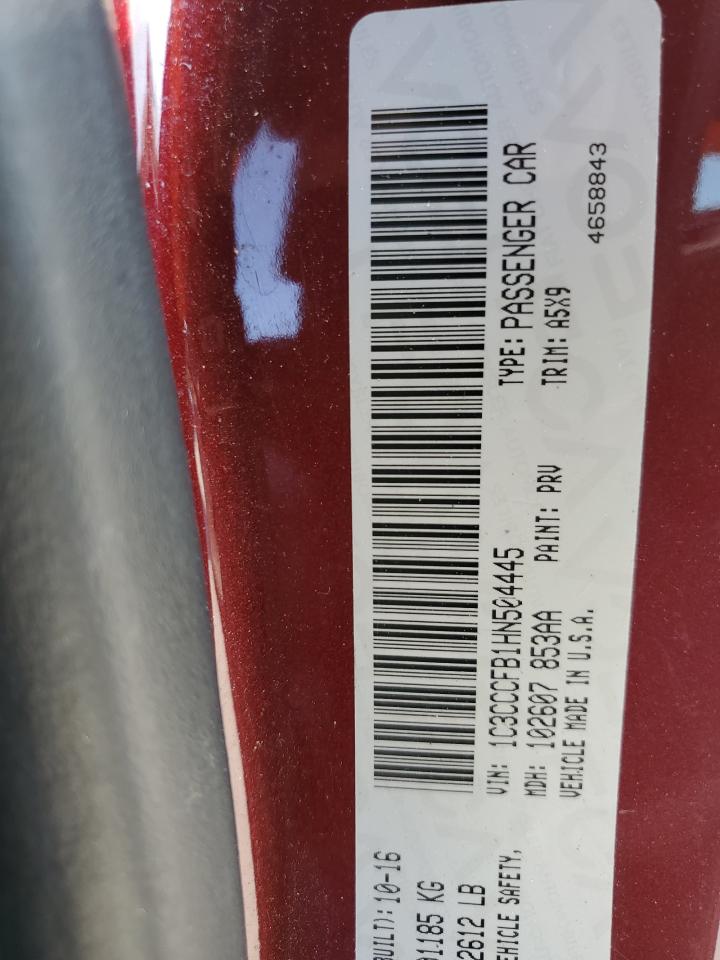 BUILT): 10-16
1185 KG
2612 LB
EHICLE SAFETY,
VIN: 1C3CCCFB1HN504445
TYPE: PASSENGER CAR
MDH: 102607 853AA
PAINT: PRV
TRIM: A5X9
VEHICLE MADE IN U.S.A.
4658843